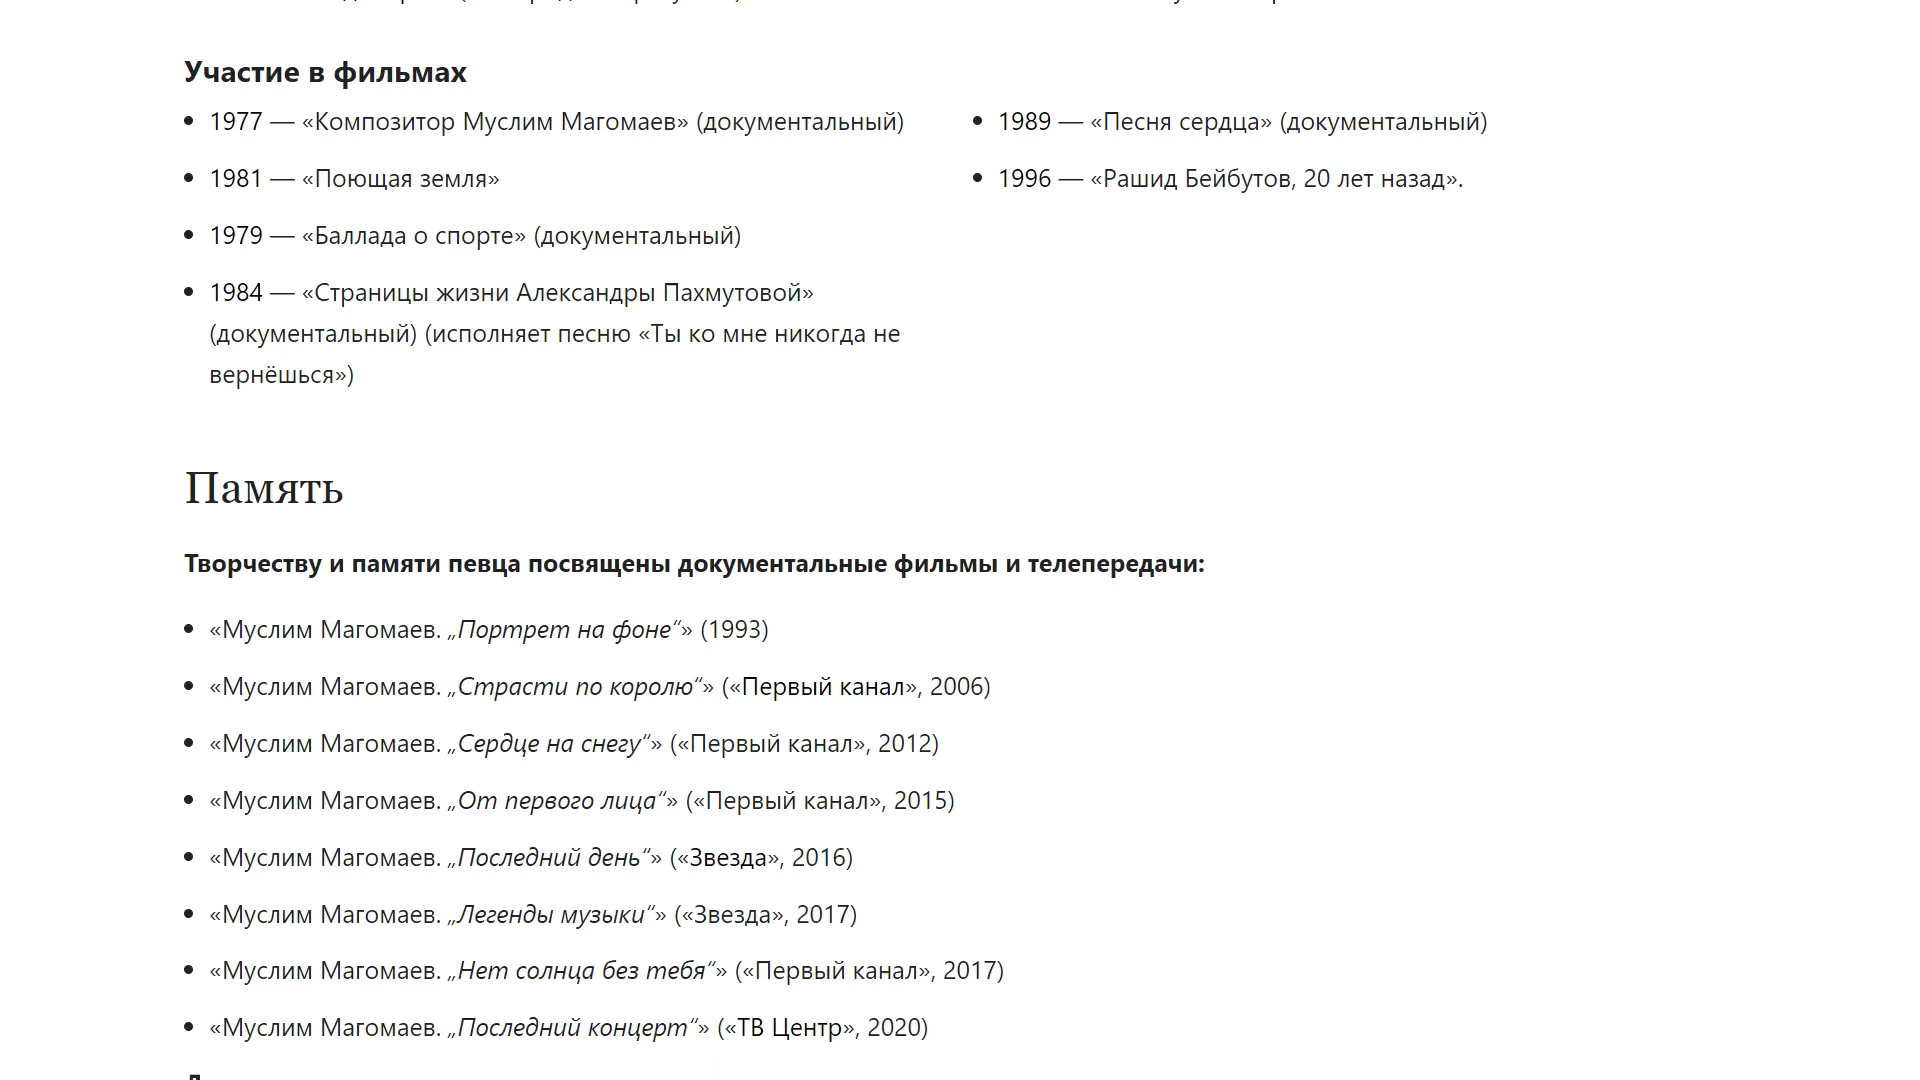 Участие в фильмах
1977 — «Композитор Муслим Магомаев» (документальный)
1981 — «Поющая земля»
1979 — «Баллада о спорте» (документальный)
1984 — «Страницы жизни Александры Пахмутовой»
(документальный) (исполняет песню «Ты ко мне никогда не
вернёшься»)
1989 — «Песня сердца» (документальный)
1996 — «Рашид Бейбутов, 20 лет назад».
Память
Творчеству и памяти певца посвящены документальные фильмы и телепередачи:
«Муслим Магомаев. „Портрет на фоне“» (1993)
«Муслим Магомаев. „Страсти по королю“» («Первый канал», 2006)
«Муслим Магомаев. „Сердце на снегу“» («Первый канал», 2012)
«Муслим Магомаев. „От первого лица“» («Первый канал», 2015)
«Муслим Магомаев. „Последний день“» («Звезда», 2016)
«Муслим Магомаев. „Легенды музыки“» («Звезда», 2017)
«Муслим Магомаев. „Нет солнца без тебя“» («Первый канал», 2017)
«Муслим Магомаев. „Последний концерт“» («ТВ Центр», 2020)